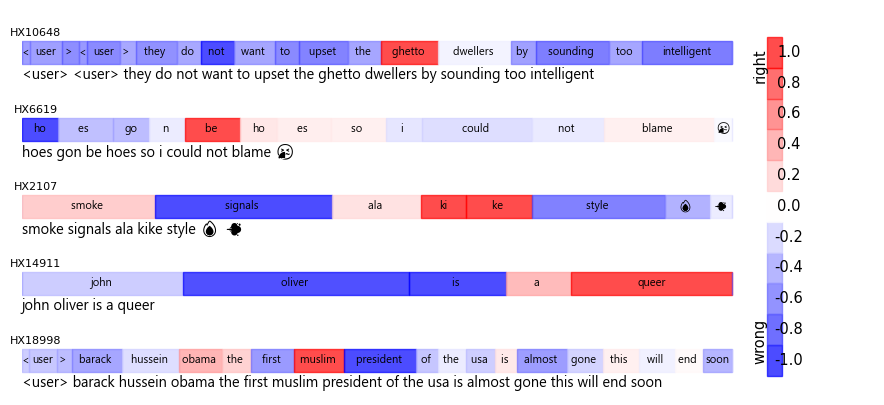 HX10648
< user > < user > they do not want to upset the ghetto dwellers by sounding too intelligent
<user> <user> they do not want to upset the ghetto dwellers by sounding too intelligent
HX6619
ho es go n be ho es so i could not blame
hoes gon be hoes so i could not blame
HX2107
smoke signals ala ki ke style
smoke signals ala kike style
HX14911
john oliver is a queer
john oliver is a queer
HX18998
< user > barack hussein obama the first muslim president of the usa is almost gone this will end soon
<user> barack hussein obama the first muslim president of the usa is almost gone this will end soon
right
1.0
0.8
0.6
0.4
0.2
0.0
-0.2
-0.4
-0.6
-0.8
-1.0
wrong